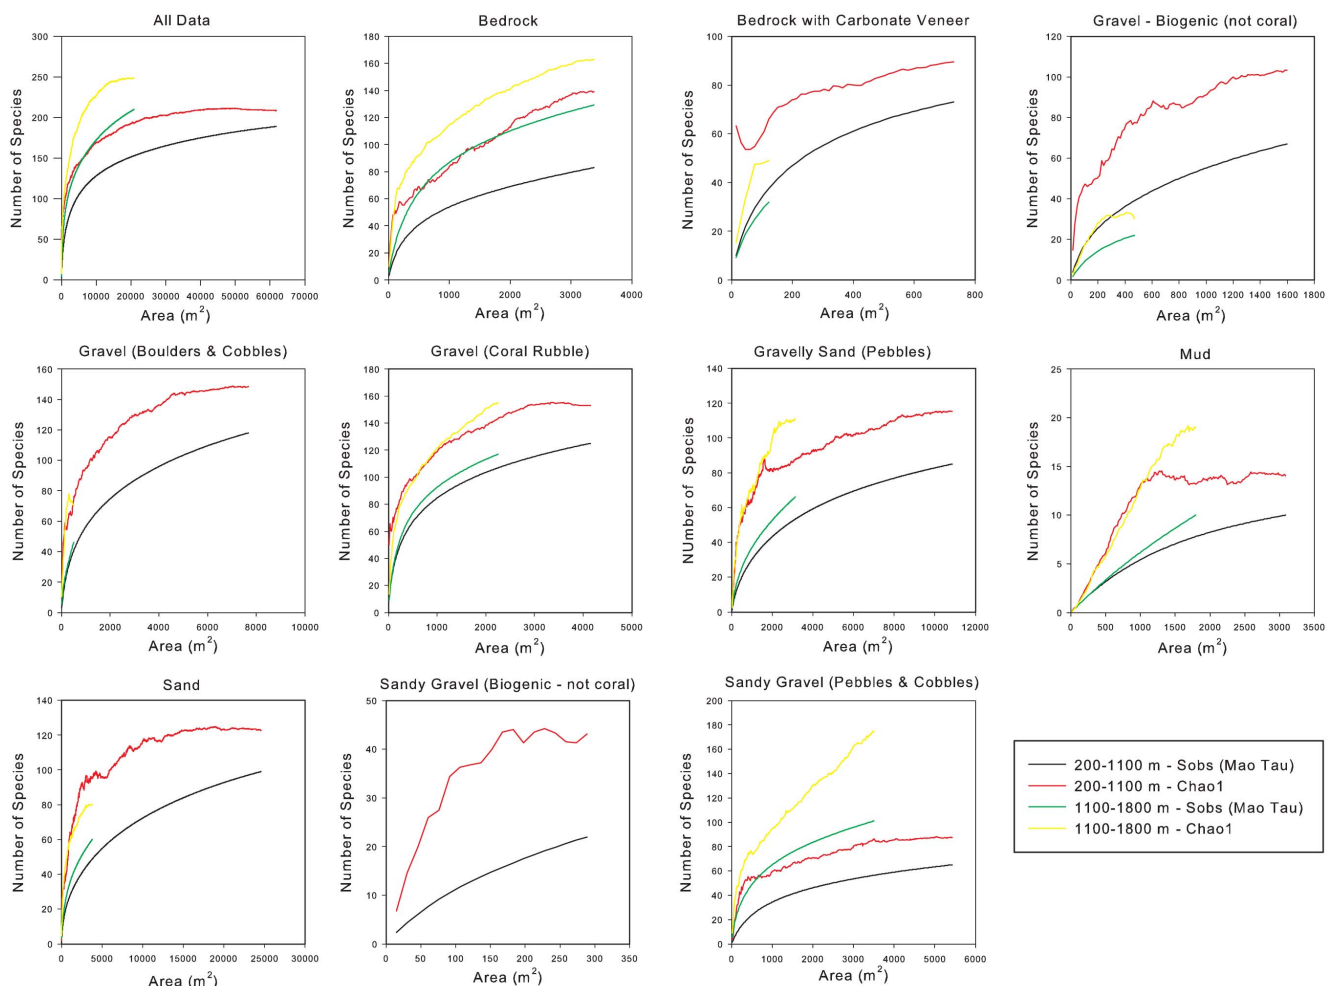 All Data
Number of Species
300
250
200
150
100
50
0
0 10000 20000 30000 40000 50000 60000 70000
Area (m2)
Bedrock
Number of Species
180
160
140
120
100
80
60
40
20
0
0 1000 2000 3000 4000
Area (m2)
Bedrock with Carbonate Veneer
Number of Species
100
80
60
40
20
0
0 200 400 600 800
Area (m2)
Gravel - Biogenic (not coral)
Number of Species
120
100
80
60
40
20
0
0 200 400 600 800 1000 1200 1400 1600 1800
Area (m2)
Gravel (Boulders & Cobbles)
Number of Species
160
140
120
100
80
60
40
20
0
0 2000 4000 6000 8000 10000
Area (m2)
Gravel (Coral Rubble)
Number of Species
180
160
140
120
100
80
60
40
20
0
0 1000 2000 3000 4000 5000
Area (m2)
Gravelly Sand (Pebbles)
NUmber of Species
140
120
100
80
60
40
20
0
0 2000 4000 6000 8000 10000 12000
Area (m2)
Mud
Number of Species
25
20
15
10
5
0
0 500 1000 1500 2000 2500 3000 3500
Area (m2)
Sand
Number of Species
140
120
100
80
60
40
20
0
0 5000 10000 15000 20000 25000 30000
Area (m2)
Sandy Gravel (Biogenic - not coral)
Number of Species
50
40
30
20
10
0
0 50 100 150 200 250 300 350
Area (m2)
Sandy Gravel (Pebbles & Cobbles)
Number of Species
200
180
160
140
120
100
80
60
40
20
0
0 1000 2000 3000 4000 5000 6000
Area (m2)
200-1100 m - Sobs (Mao Tau)
200-1100 m - Chao1
1100-1800 m - Sobs (Mao Tau)
1100-1800 m - Chao1